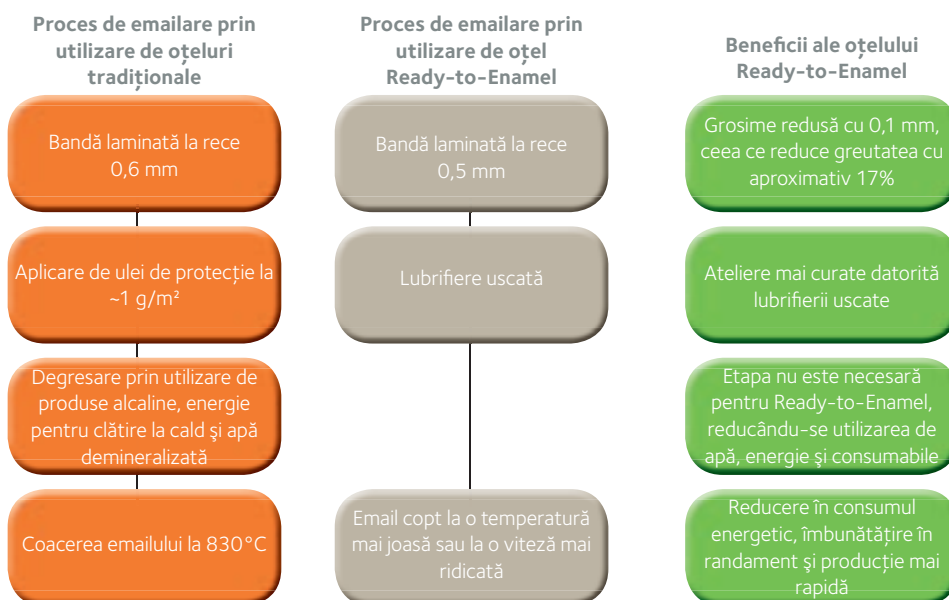 Proces de emailare prin
utilizare de oțeluri
tradiționale
Bandă laminată la rece
0,6 mm
Aplicare de ulei de protecție la
~1 g/m²
Degresare prin utilizare de
produse alcaline, energie
pentru clătire la cald şi apă
demineralizată
Coacerea emailului la 830°C
Proces de emailare prin
utilizare de oțel
Ready-to-Enamel
Bandă laminată la rece
0,5 mm
Lubrifiere uscată
Email copt la o temperatură
mai joasă sau la o viteză mai
ridicată
Beneficii ale oțelului
Ready-to-Enamel
Grosime redusă cu 0,1 mm,
ceea ce reduce greutatea cu
aproximativ 17%
Ateliere mai curate datorită
lubrifierii uscate
Etapa nu este necesară
pentru Ready-to-Enamel,
reducându-se utilizarea de
apă, energie şi consumabile
Reducere în consumul
energetic, îmbunătățire în
randament şi producție mai
rapidă